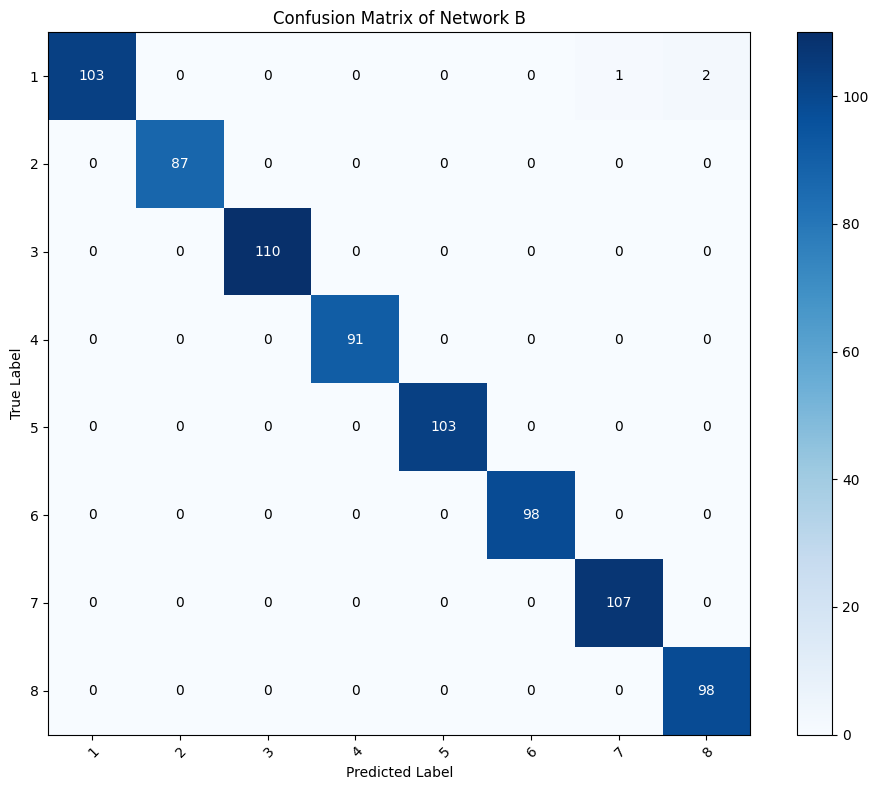 Confusion Matrix of Network B
1 103 0 0 0 0 0 1 2
2 0 87 0 0 0 0 0 0
3 0 0 110 0 0 0 0 0
4 0 0 0 91 0 0 0 0
5 0 0 0 0 103 0 0 0
6 0 0 0 0 0 98 0 0
7 0 0 0 0 0 0 107 0
8 0 0 0 0 0 0 0 98
1 2 3 4 5 6 7 8
True Label
Predicted Label
100
80
60
40
20
0